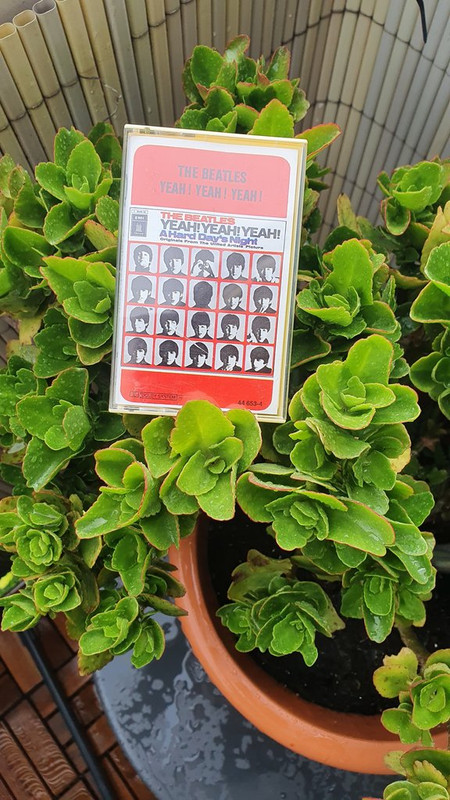 THE BEATLES
YEAH! YEAH! YEAH!
THE BEATLES
YEAH!YEAH!YEAH!
A Hard Day's Night
Originals From The United Artists' Picture
44 653-4